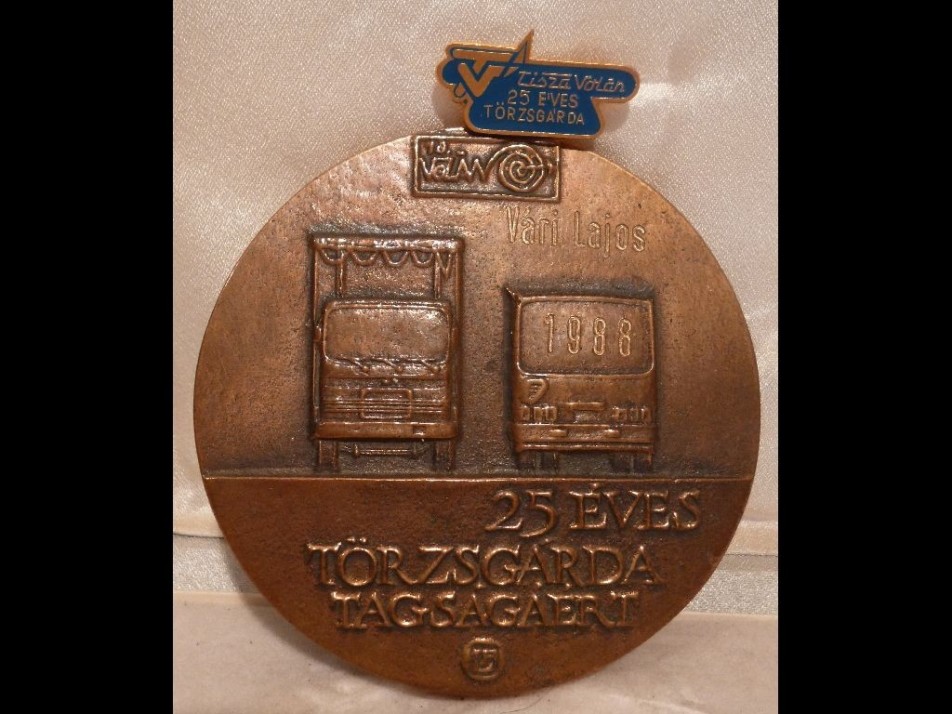 Tisza Volán
25 ÉVES
TÖRZSGÁRDA
VOLÁN
Vári Lajos
1988
25 ÉVES
TÖRZSGÁRDA
TAGSÁGÁÉRT